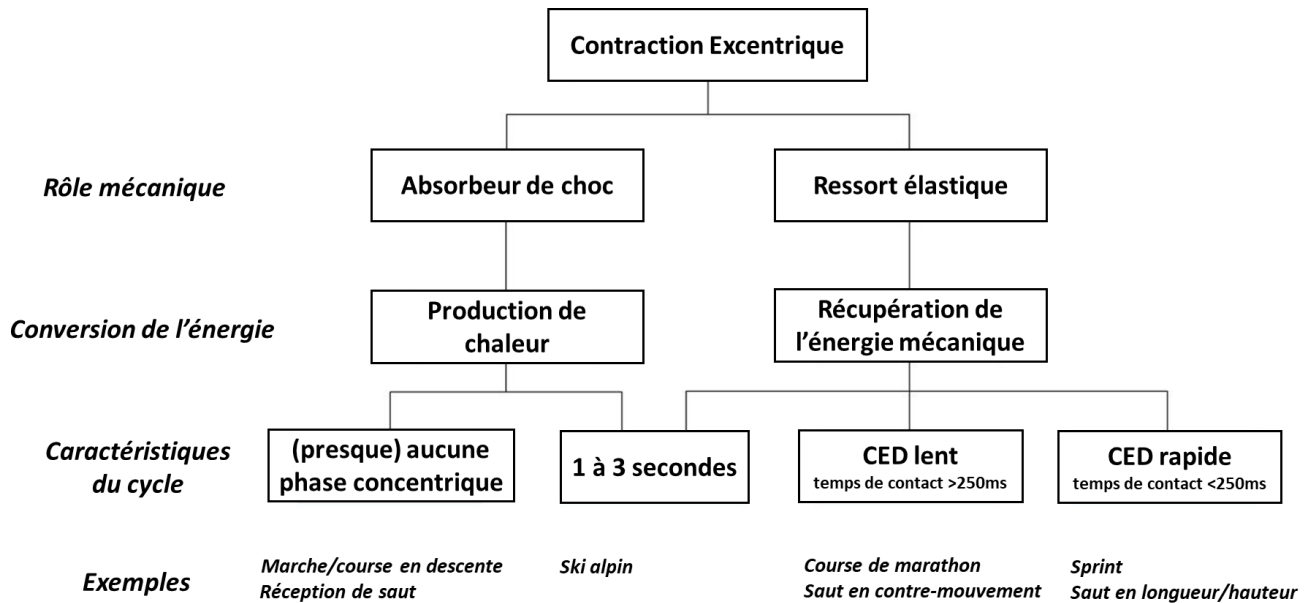 Contraction Excentrique
Rôle mécanique
Absorbeur de choc
Ressort élastique
Conversion de l’énergie
Production de
chaleur
Récupération de
l’énergie mécanique
Caractéristiques
du cycle
(presque) aucune
phase concentrique
1 à 3 secondes
CED lent
temps de contact >250ms
CED rapide
temps de contact <250ms
Exemples
Marche/course en descente
Réception de saut
Ski alpin
Course de marathon
Saut en contre-mouvement
Sprint
Saut en longueur/hauteur